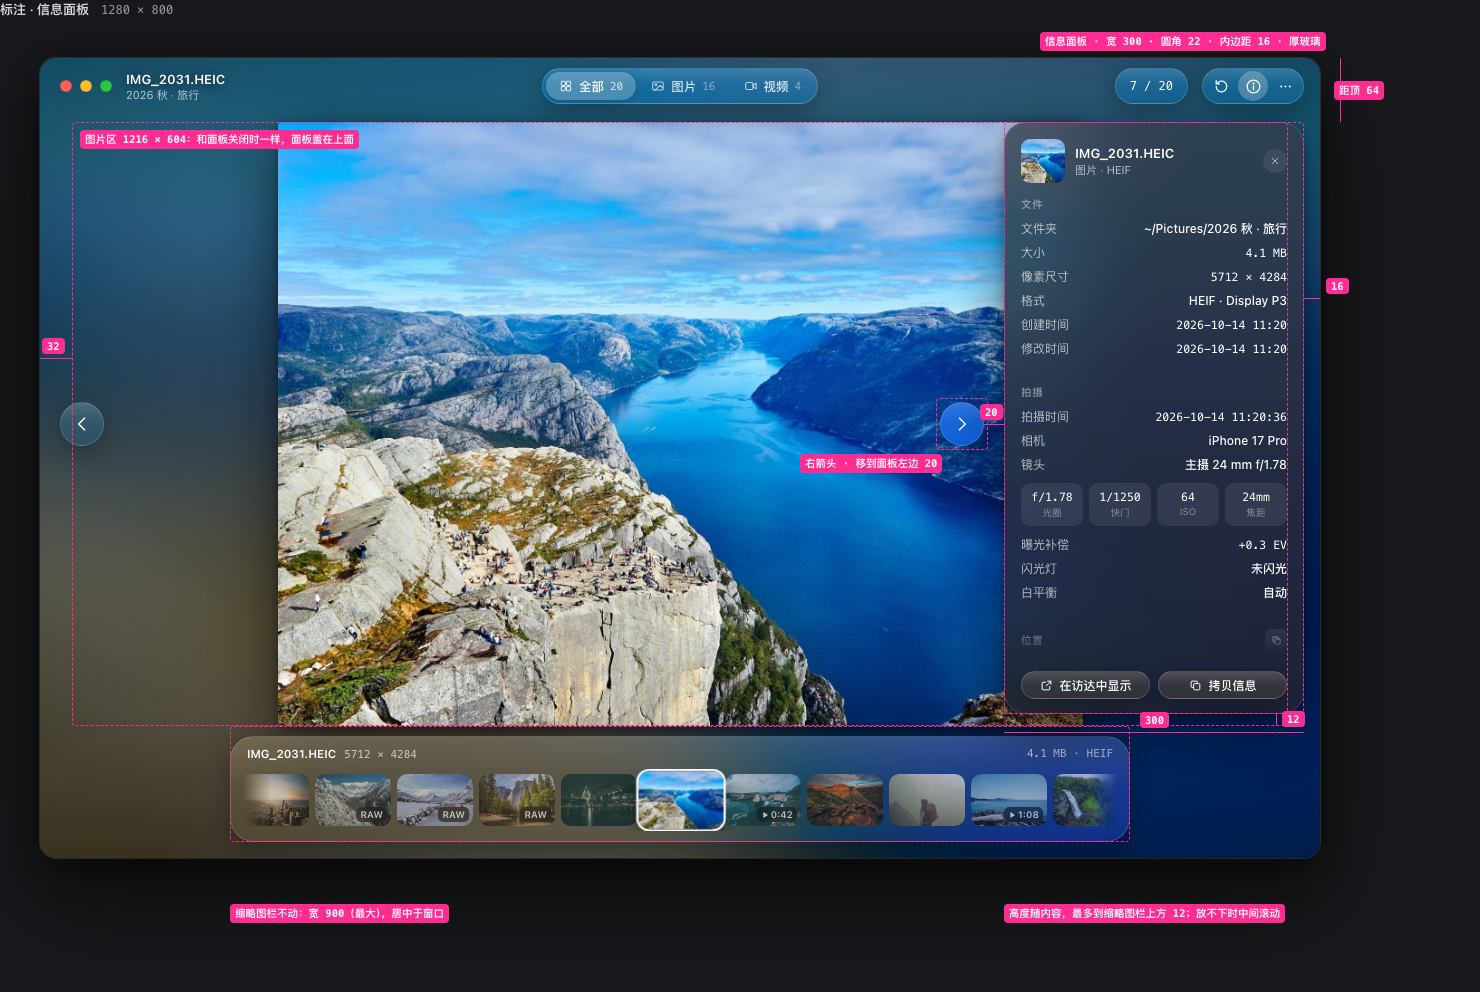 标注 · 信息面板 1280 × 800
信息面板 · 宽 300 · 圆角 22 · 内边距 16 · 厚玻璃
IMG_2031.HEIC
2026 秋 · 旅行
全部 20 图片 16 视频 4
7 / 20
距顶 64
图片区 1216 × 604：和面板关闭时一样，面板盖在上面
IMG_2031.HEIC
图片 · HEIF
文件
文件夹 ~/Pictures/2026 秋 · 旅行
大小 4.1 MB
像素尺寸 5712 × 4284
格式 HEIF · Display P3
创建时间 2026-10-14 11:20
修改时间 2026-10-14 11:20
16
32
拍摄
拍摄时间 2026-10-14 11:20:36
相机 iPhone 17 Pro
镜头 主摄 24 mm f/1.78
20
右箭头 · 移到面板左边 20
f/1.78 1/1250 64 24mm
光圈 快门 ISO 焦距
曝光补偿 +0.3 EV
闪光灯 未闪光
白平衡 自动
位置
在访达中显示 拷贝信息
300
12
IMG_2031.HEIC 5712 × 4284
4.1 MB · HEIF
RAW RAW RAW 0:42 1:08
缩略图栏不动：宽 900（最大），居中于窗口
高度随内容，最多到缩略图栏上方 12；放不下时中间滚动